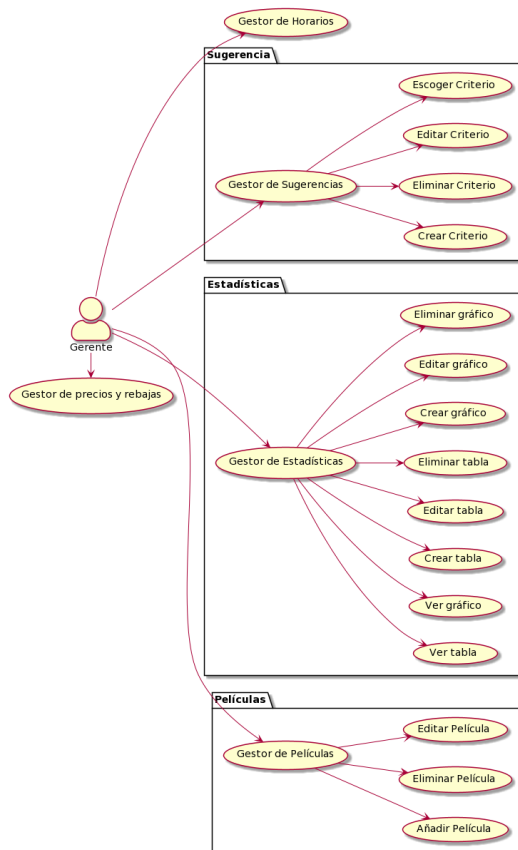 Gestor de Horarios
Sugerencia
Escoger Criterio
Editar Criterio
Gestor de Sugerencias
Eliminar Criterio
Crear Criterio
Estadísticas
Eliminar gráfico
Gerente
Editar gráfico
Gestor de precios y rebajas
Crear gráfico
Gestor de Estadísticas
Eliminar tabla
Editar tabla
Crear tabla
Ver gráfico
Ver tabla
Películas
Editar Película
Gestor de Películas
Eliminar Película
Añadir Película